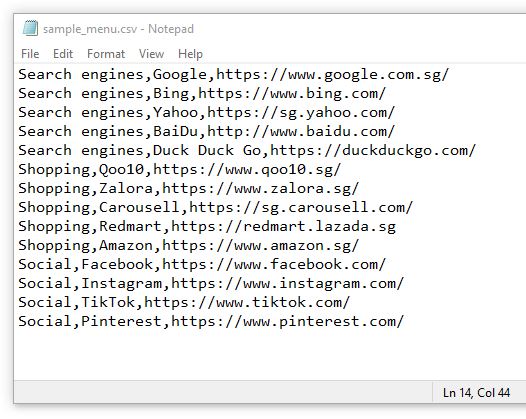 sample_menu.csv - Notepad
File Edit Format View Help
Search engines,Google,https://www.google.com.sg/
Search engines,Bing,https://www.bing.com/
Search engines,Yahoo,https://sg.yahoo.com/
Search engines,BaiDu,http://www.baidu.com/
Search engines,Duck Duck Go,https://duckduckgo.com/
Shopping,Qoo10,https://www.qoo10.sg/
Shopping,Zalora,https://www.zalora.sg/
Shopping,Carousell,https://sg.carousell.com/
Shopping,Redmart,https://redmart.lazada.sg
Shopping,Amazon,https://www.amazon.sg/
Social,Facebook,https://www.facebook.com/
Social,Instagram,https://www.instagram.com/
Social,TikTok,https://www.tiktok.com/
Social,Pinterest,https://www.pinterest.com/
Ln 14, Col 44